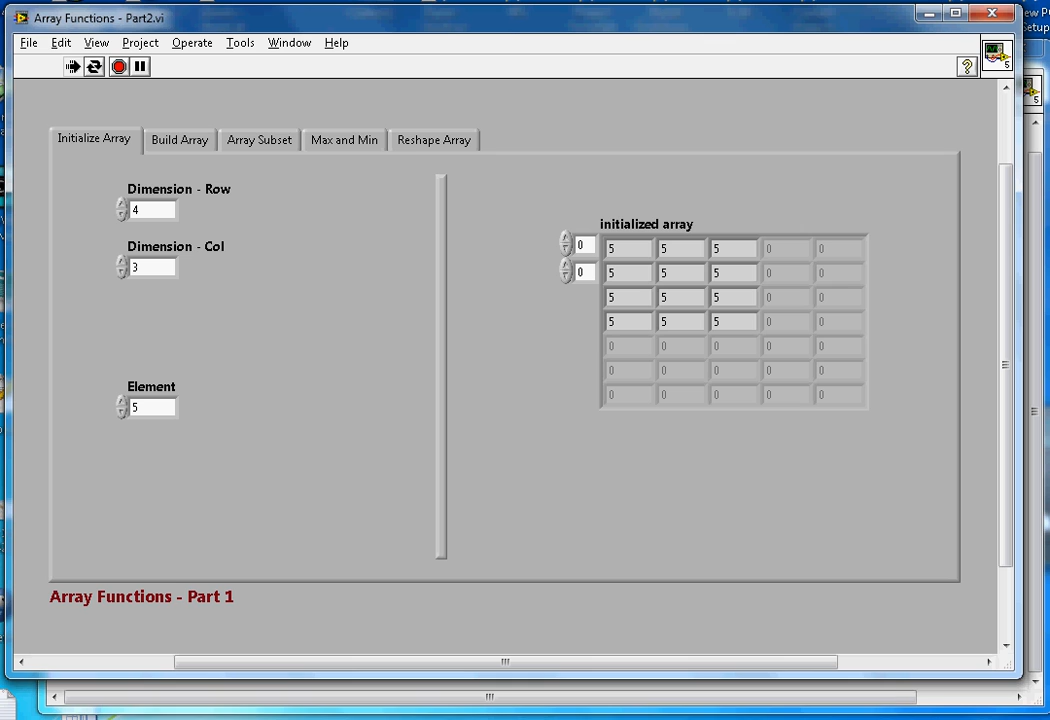 Array Functions - Part2.vi
File Edit View Project Operate Tools Window Help
?
5
Initialize Array Build Array Array Subset Max and Min Reshape Array
Dimension - Row
4
Dimension - Col
3
Element
5
initialized array
0 5 5 5 0 0
0 5 5 5 0 0
5 5 5 0 0
5 5 5 0 0
0 0 0 0 0
0 0 0 0 0
0 0 0 0 0
Array Functions - Part 1
Setup
5